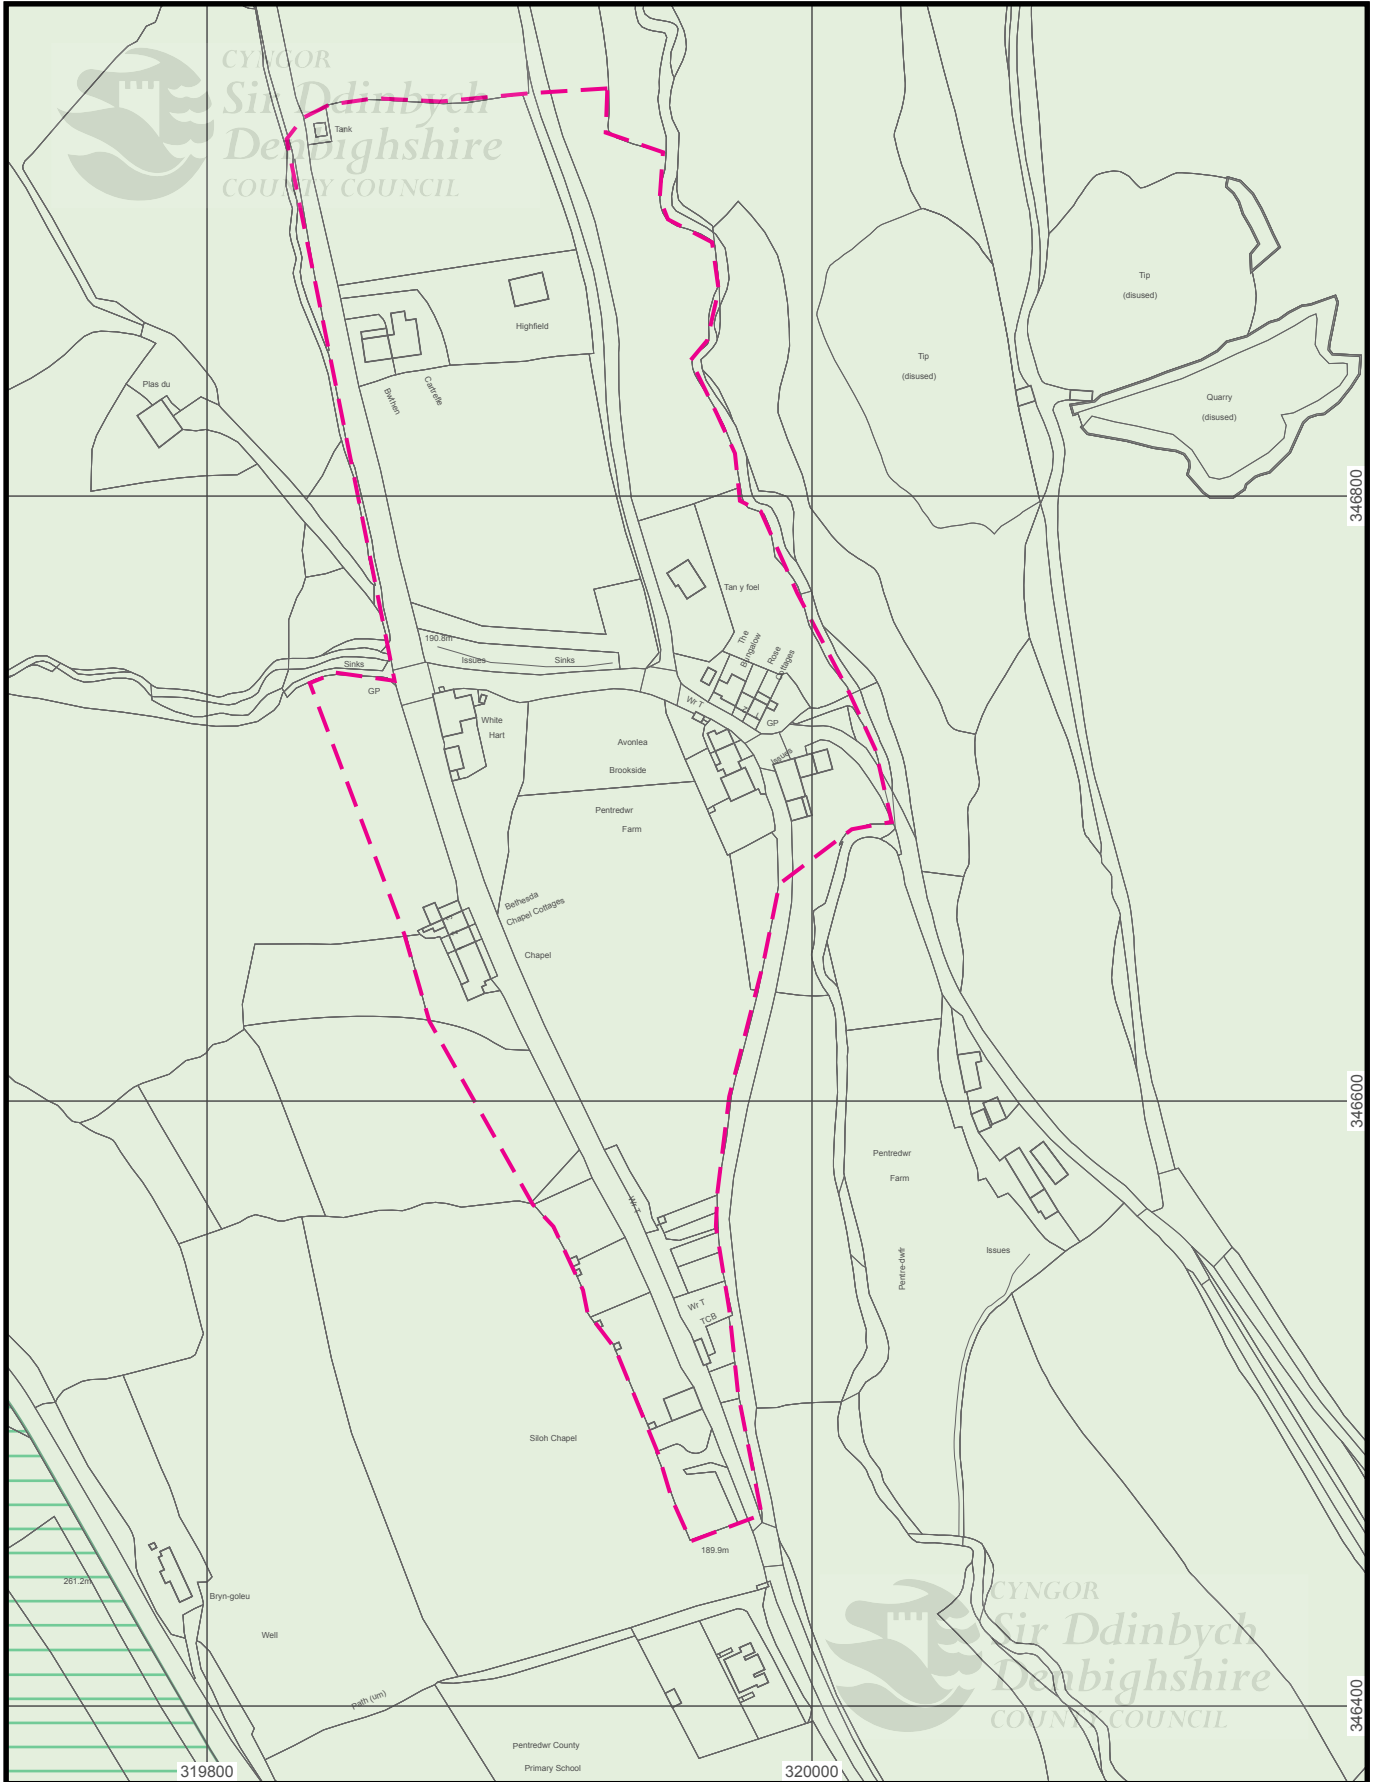 CYNGOR
Sir Ddinbych
Denbighshire
COUNTY COUNCIL
Tank
Tip
(disused)
Highfield
Tip
(disused)
Plas du
Bwthen
Cartrefle
Quarry
(disused)
346800
Tan y foel
The
Bungalow
Rose
Cottages
190.8m
Issues
Sinks
Sinks
GP
Wr T
White
Hart
GP
Avonlea
Issues
Brookside
Pentredwr
Farm
Bethesda
Chapel Cottages
Chapel
346600
Pentredwr
Farm
Wr T
Pentre-dwfr
Issues
Wr T
TCB
Siloh Chapel
189.9m
261.2m
Bryn-goleu
Well
CYNGOR
Sir Ddinbych
Denbighshire
COUNTY COUNCIL
Path (um)
346400
Pentredwr County
Primary School
319800
320000